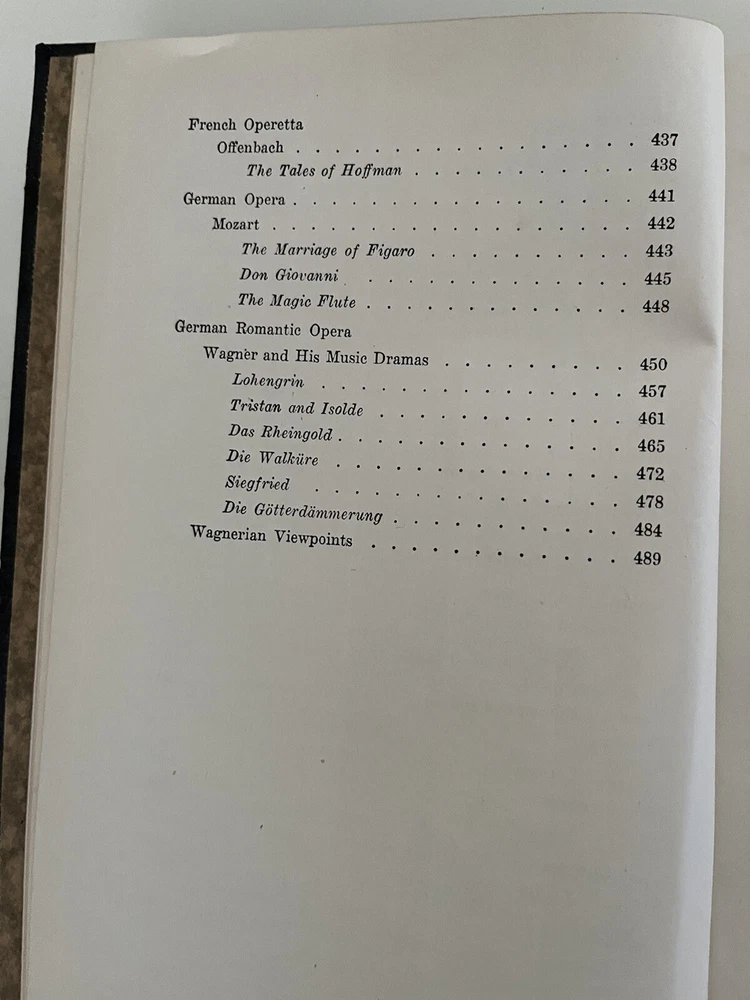 French Operetta
Offenbach . . . . . . . . . . . . . . . . . 437
The Tales of Hoffman . . . . . . . . . . . 438
German Opera . . . . . . . . . . . . . . . . 441
Mozart . . . . . . . . . . . . . . . . . . 442
The Marriage of Figaro . . . . . . . . . . 443
Don Giovanni . . . . . . . . . . . . . 445
The Magic Flute . . . . . . . . . . . . . 448
German Romantic Opera
Wagner and His Music Dramas . . . . . . . . 450
Lohengrin . . . . . . . . . . . . . . 457
Tristan and Isolde . . . . . . . . . . . . 461
Das Rheingold . . . . . . . . . . . . . 465
Die Walküre . . . . . . . . . . . . . 472
Siegfried . . . . . . . . . . . . . . 478
Die Götterdämmerung . . . . . . . . . . . 484
Wagnerian Viewpoints . . . . . . . . . . . 489